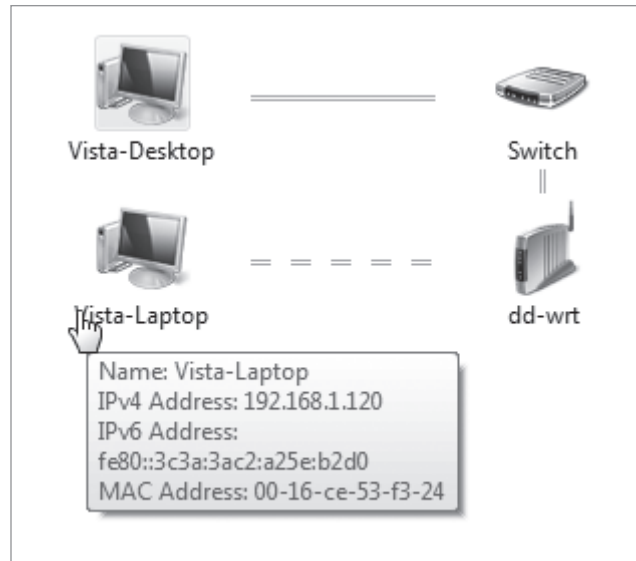 Vista-Desktop
Switch
Vista-Laptop
dd-wrt
Name: Vista-Laptop
IPv4 Address: 192.168.1.120
IPv6 Address:
fe80::3c3a:3ac2:a25e:b2d0
MAC Address: 00-16-ce-53-f3-24